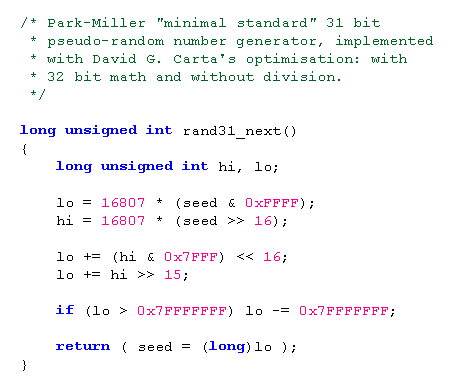 /* Park-Miller "minimal standard" 31 bit
 * pseudo-random number generator, implemented
 * with David G. Carta's optimisation: with
 * 32 bit math and without division.
 */
long unsigned int rand31_next()
{
    long unsigned int hi, lo;
    lo = 16807 * (seed & 0xFFFF);
    hi = 16807 * (seed >> 16);
    lo += (hi & 0x7FFF) << 16;
    lo += hi >> 15;
    if (lo > 0x7FFFFFFF) lo -= 0x7FFFFFFF;
    return ( seed = (long)lo );
}